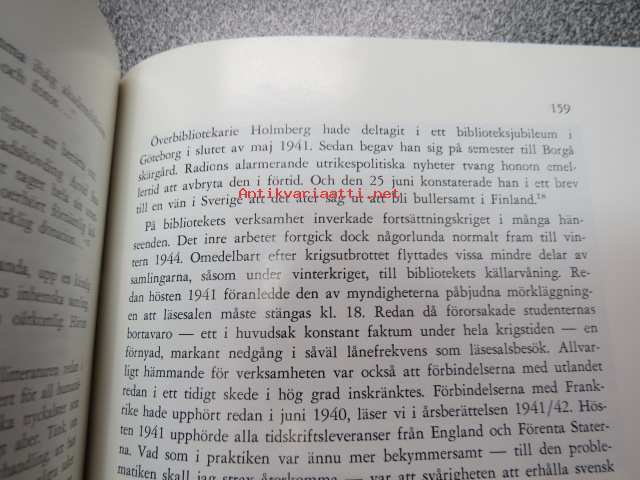 159
Överbibliotekarie Holmberg hade deltagit i ett biblioteksjubileum i
Göteborg i slutet av maj 1941. Sedan begav han sig på semester till Borgå
skärgård. Radions alarmerande utrikespolitiska nyheter tvang honom emel-
lertid att avbryta den i förtid. Och den 25 juni konstaterade han i ett brev
till en vän i Sverige att det åter såg ut att bli bullersamt i Finland.¹⁸
Antikvariaatti.net
På bibliotekets verksamhet inverkade fortsättningskriget i många hän-
seenden. Det inre arbetet fortgick dock någorlunda normalt fram till vin-
tern 1944. Omedelbart efter krigsutbrottet flyttades vissa mindre delar av
samlingarna, såsom under vinterkriget, till bibliotekets källarvåning. Re-
dan hösten 1941 föranledde den av myndigheterna påbjudna mörkläggning-
en att läsesalen måste stängas kl. 18. Redan då förorsakade studenternas
bortavaro — ett i huvudsak konstant faktum under hela krigstiden — en
förnyad, markant nedgång i såväl lånefrekvens som läsesalsbesök. Allvar-
ligt hämmande för verksamheten var också att förbindelserna med utlandet
redan i ett tidigt skede i hög grad inskränktes. Förbindelserna med Frank-
rike hade upphört redan i juni 1940, läser vi i årsberättelsen 1941/42. Hös-
ten 1941 upphörde alla tidskriftsleveranser från England och Förenta Stater-
na. Vad som i praktiken var ännu mer bekymmersamt — till den proble-
matiken skall jag strax återkomma — var att svårigheten att erhålla svensk